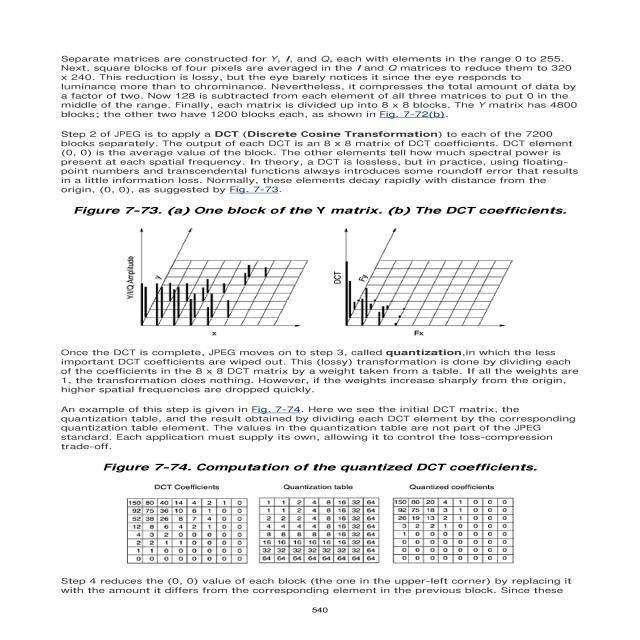 Separate matrices are constructed for Y, I, and Q, each with elements in the range 0 to 255.
Next, square blocks of four pixels are averaged in the I and Q matrices to reduce them to 320
x 240. This reduction is lossy, but the eye barely notices it since the eye responds to
luminance more than to chrominance. Nevertheless, it compresses the total amount of data by
a factor of two. Now 128 is subtracted from each element of all three matrices to put 0 in the
middle of the range. Finally, each matrix is divided up into 8 x 8 blocks. The Y matrix has 4800
blocks; the other two have 1200 blocks each, as shown in Fig. 7-72(b).
Step 2 of JPEG is to apply a DCT (Discrete Cosine Transformation) to each of the 7200
blocks separately. The output of each DCT is an 8 x 8 matrix of DCT coefficients. DCT element
(0, 0) is the average value of the block. The other elements tell how much spectral power is
present at each spatial frequency. In theory, a DCT is lossless, but in practice, using floating-
point numbers and transcendental functions always introduces some roundoff error that results
in a little information loss. Normally, these elements decay rapidly with distance from the
origin, (0, 0), as suggested by Fig. 7-73.
Figure 7-73. (a) One block of the Y matrix. (b) The DCT coefficients.
Y/I/Q Amplitude
y
x
DCT
Fy
Fx
Once the DCT is complete, JPEG moves on to step 3, called quantization,in which the less
important DCT coefficients are wiped out. This (lossy) transformation is done by dividing each
of the coefficients in the 8 x 8 DCT matrix by a weight taken from a table. If all the weights are
1, the transformation does nothing. However, if the weights increase sharply from the origin,
higher spatial frequencies are dropped quickly.
An example of this step is given in Fig. 7-74. Here we see the initial DCT matrix, the
quantization table, and the result obtained by dividing each DCT element by the corresponding
quantization table element. The values in the quantization table are not part of the JPEG
standard. Each application must supply its own, allowing it to control the loss-compression
trade-off.
Figure 7-74. Computation of the quantized DCT coefficients.
DCT Coefficients Quantization table Quantized coefficients
150 80 40 14 4 2 1 0 1 1 2 4 8 16 32 64 150 80 20 4 1 0 0 0
92 75 36 10 6 1 0 0 1 1 2 4 8 16 32 64 92 75 18 3 1 0 0 0
52 38 26 8 7 4 0 0 2 2 2 4 8 16 32 64 26 19 13 2 1 0 0 0
12 8 6 4 2 1 0 0 4 4 4 4 8 16 32 64 3 2 2 1 0 0 0 0
4 3 2 0 0 0 0 0 8 8 8 8 8 16 32 64 1 0 0 0 0 0 0 0
2 2 1 1 0 0 0 0 16 16 16 16 16 16 32 64 0 0 0 0 0 0 0 0
1 1 0 0 0 0 0 0 32 32 32 32 32 32 32 64 0 0 0 0 0 0 0 0
0 0 0 0 0 0 0 0 64 64 64 64 64 64 64 64 0 0 0 0 0 0 0 0
Step 4 reduces the (0, 0) value of each block (the one in the upper-left corner) by replacing it
with the amount it differs from the corresponding element in the previous block. Since these
540